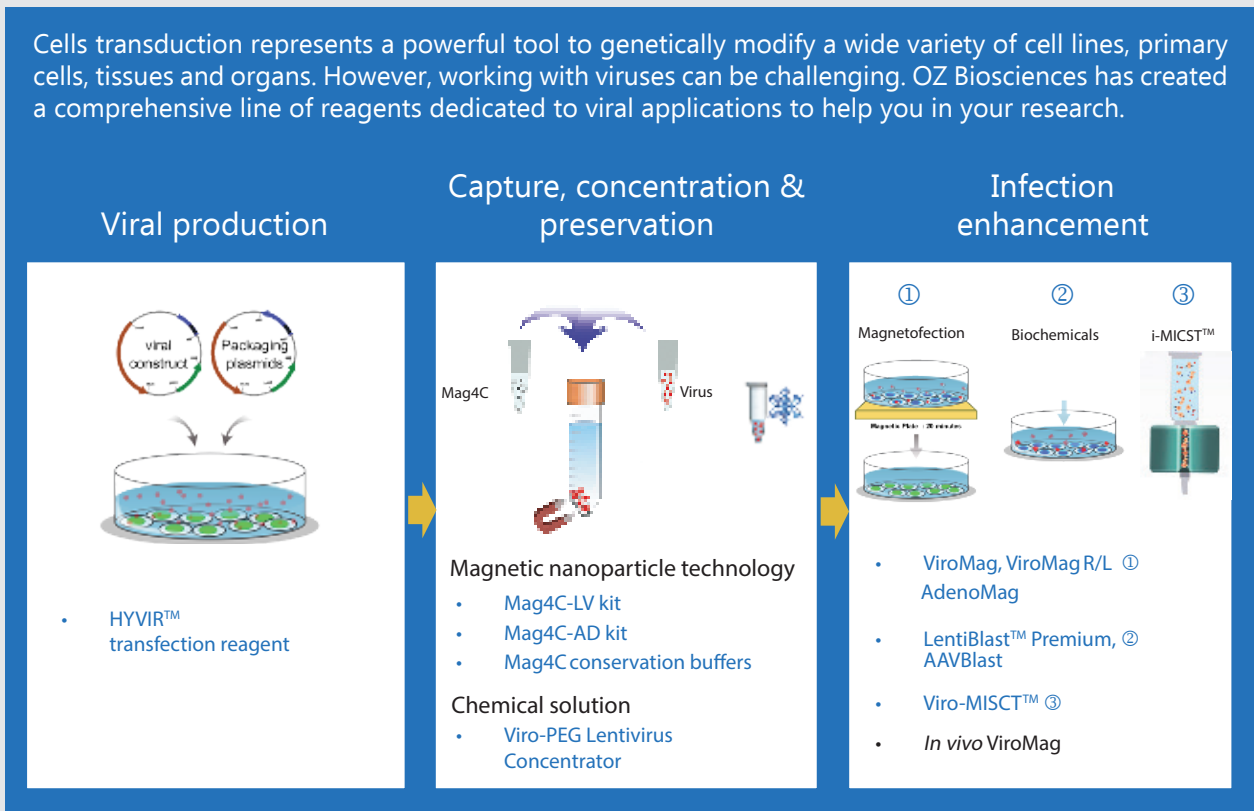 Cells transduction represents a powerful tool to genetically modify a wide variety of cell lines, primary
cells, tissues and organs. However, working with viruses can be challenging. OZ Biosciences has created
a comprehensive line of reagents dedicated to viral applications to help you in your research.
Viral production
viral
construct
Packaging
plasmids
• HYVIR™
transfection reagent
Capture, concentration &
preservation
Mag4C
Virus
Magnetic nanoparticle technology
• Mag4C-LV kit
• Mag4C-AD kit
• Mag4C conservation buffers
Chemical solution
• Viro-PEG Lentivirus
Concentrator
Infection
enhancement
①
Magnetofection
Magnetic Plate : 20 minutes
②
Biochemicals
③
i-MICST™
• ViroMag, ViroMag R/L ①
AdenoMag
• LentiBlast™ Premium, ②
AAVBlast
• Viro-MISCT™ ③
• In vivo ViroMag